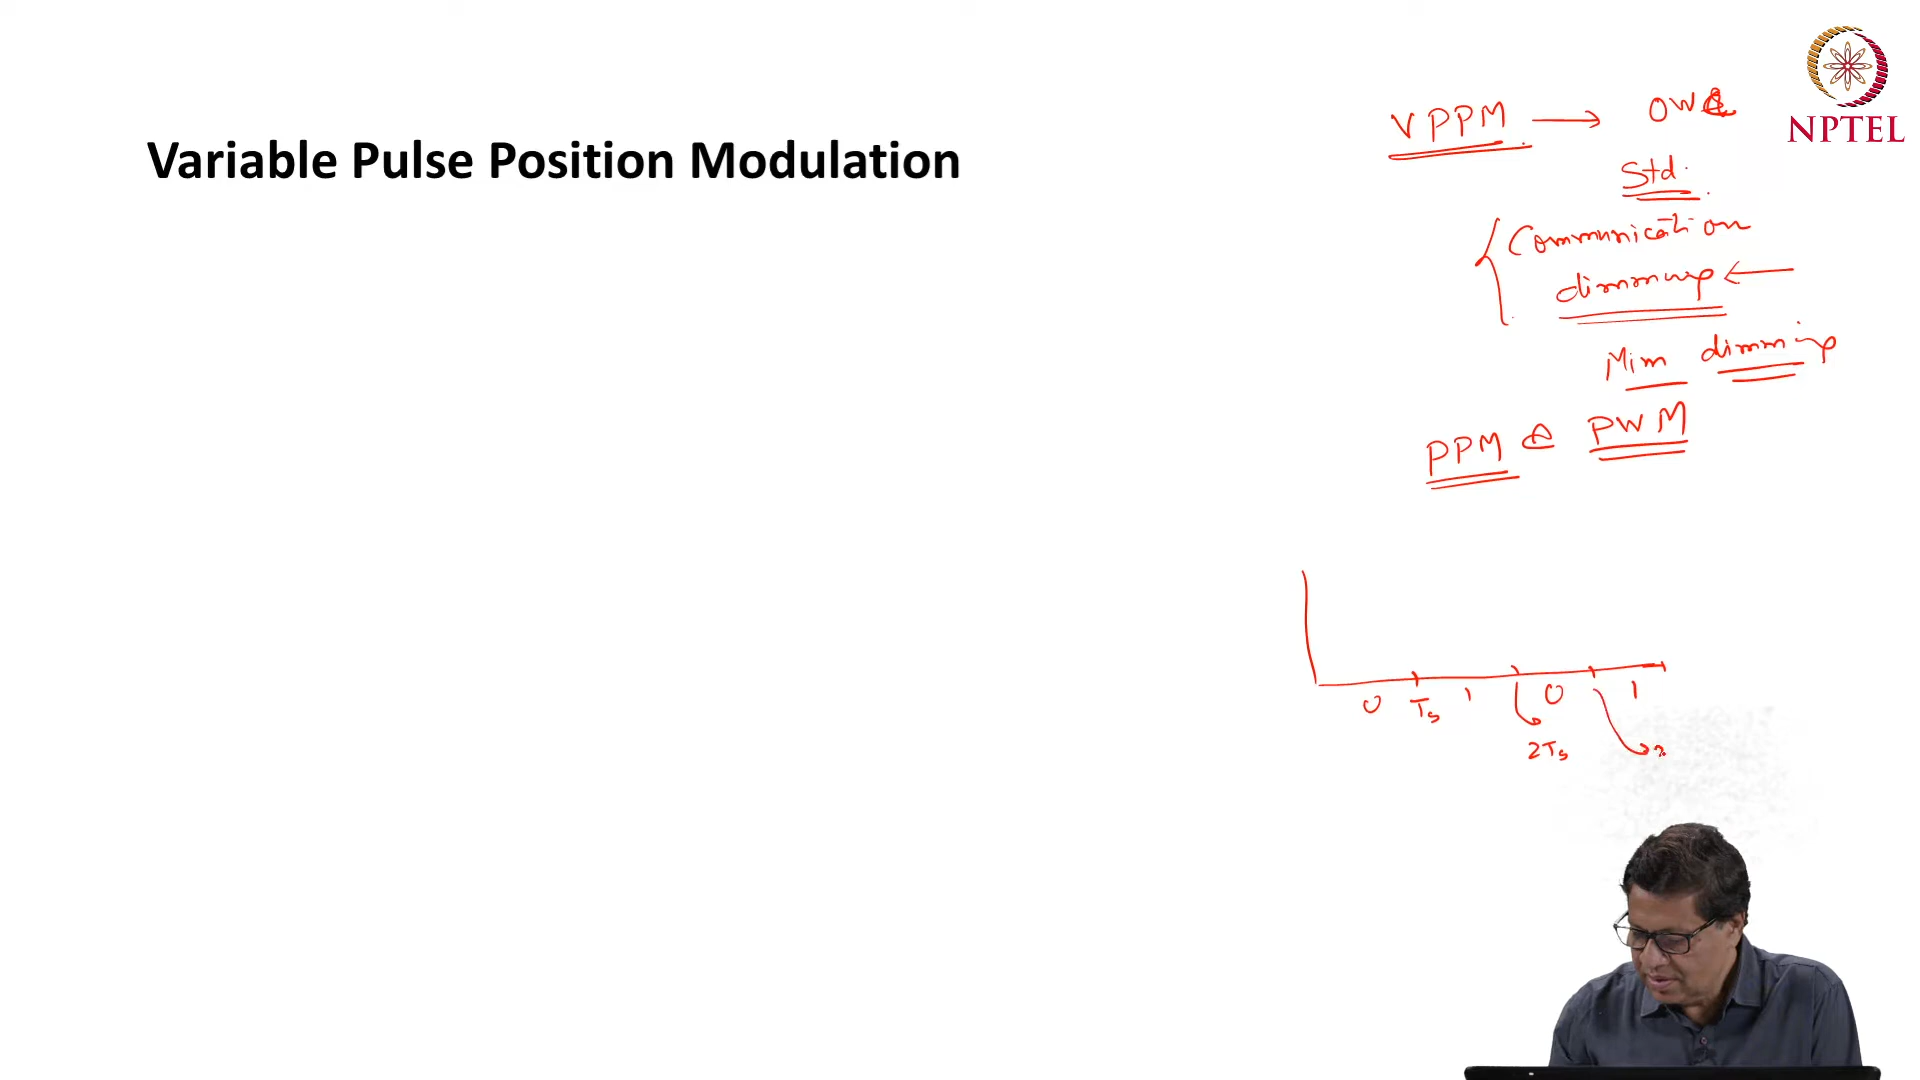 NPTEL
Variable Pulse Position Modulation
VPPM → OWC
Std.
Communication
dimming ←
Mim dimming
PPM & PWM
0 Ts 1 0 1
2Ts